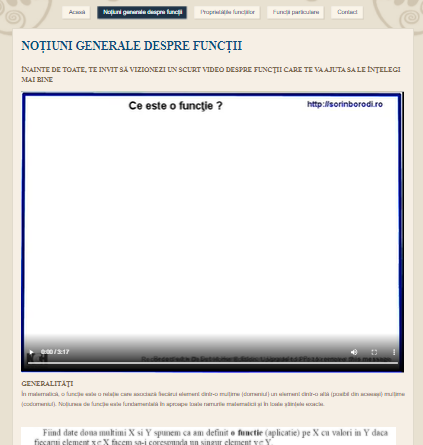 Acasă Noțiuni generale despre funcții Proprietățile funcțiilor Funcții particulare Contact
NOȚIUNI GENERALE DESPRE FUNCȚII
ÎNAINTE DE TOATE, TE INVIT SĂ VIZIONEZI UN SCURT VIDEO DESPRE FUNCȚII CARE TE VA AJUTA SA LE ÎNȚELEGI
MAI BINE
Ce este o funcție ? http://sorinborodi.ro
0:00 / 3:17
GENERALITĂȚI
În matematică, o funcție este o relație care asociază fiecărui element dintr-o mulțime (domeniul) un element dintr-o altă (posibil din aceeași) mulțime
(codomeniul). Noțiunea de funcție este fundamentală în aproape toate ramurile matematicii și în toate științele exacte.
Fiind date doua multimi X si Y spunem ca am definit o functie (aplicatie) pe X cu valori in Y daca
fiecarui element x ∈ X facem sa-i corespunda un singur element y ∈ Y.